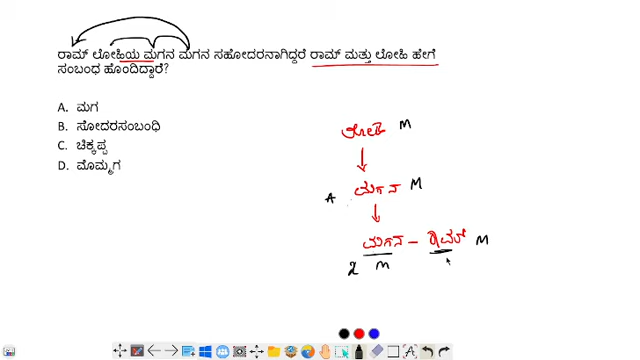 ರಾಮ್ ಲೋಹಿಯ ಮಗನ ಮಗನ ಸಹೋದರನಾಗಿದ್ದರೆ ರಾಮ್ ಮತ್ತು ಲೋಹಿ ಹೇಗೆ
ಸಂಬಂಧ ಹೊಂದಿದ್ದಾರೆ?
A. ಮಗ
B. ಸೋದರಸಂಬಂಧಿ
C. ಚಿಕ್ಕಪ್ಪ
D. ಮೊಮ್ಮಗ
ಲೋಹಿ M
A ಮಗನ M
ಮಗನ - ರಾಮ್ M
M